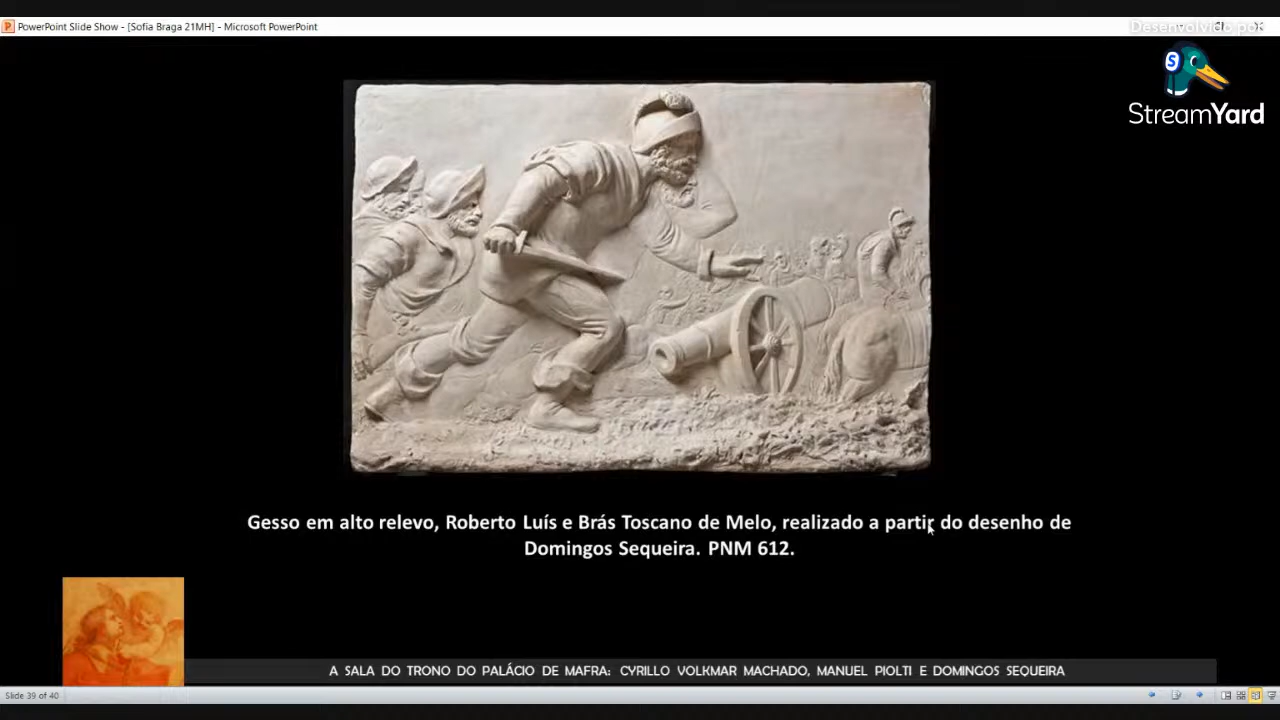 PowerPoint Slide Show - [Sofia Braga 21MH] - Microsoft PowerPoint
Desenvolvido por
S
StreamYard
Gesso em alto relevo, Roberto Luís e Brás Toscano de Melo, realizado a partir do desenho de
Domingos Sequeira. PNM 612.
A SALA DO TRONO DO PALÁCIO DE MAFRA: CYRILLO VOLKMAR MACHADO, MANUEL PIOLTI E DOMINGOS SEQUEIRA
Slide 39 of 40